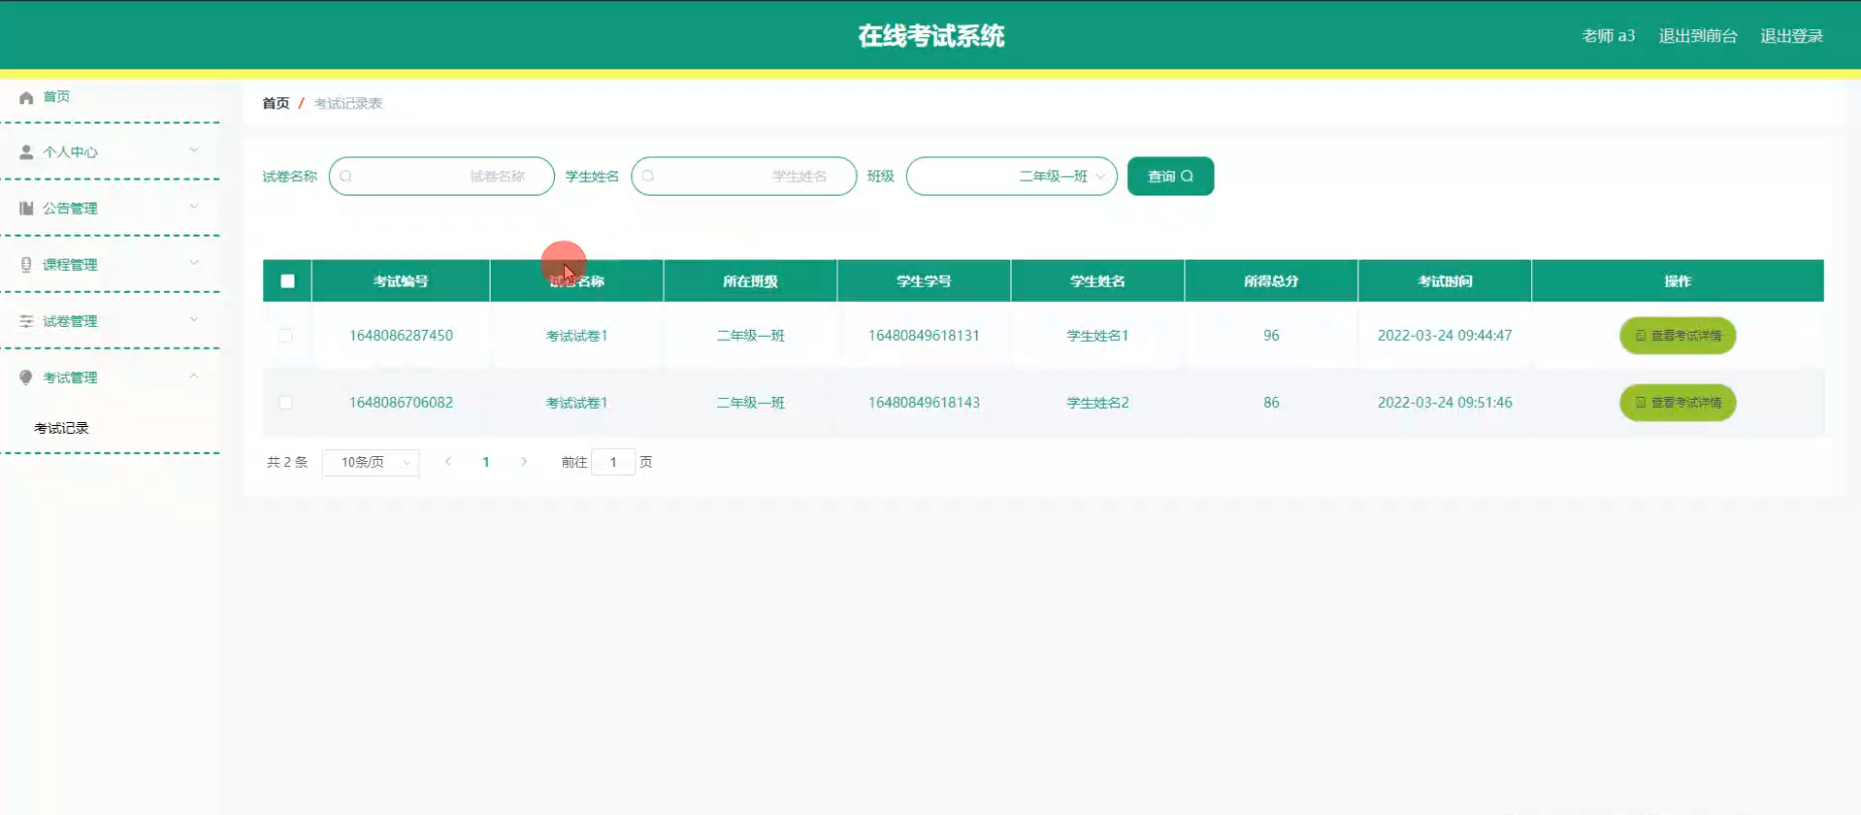 在线考试系统
老师 a3 退出到前台 退出登录
首页
个人中心
公告管理
课程管理
试卷管理
考试管理
考试记录
首页 / 考试记录表
试卷名称 试卷名称 学生姓名 学生姓名 班级 二年级一班 查询
考试编号 试卷名称 所在班级 学生学号 学生姓名 所得总分 考试时间 操作
1648086287450 考试试卷1 二年级一班 16480849618131 学生姓名1 96 2022-03-24 09:44:47 查看考试详情
1648086706082 考试试卷1 二年级一班 16480849618143 学生姓名2 86 2022-03-24 09:51:46 查看考试详情
共 2 条 10条/页 1 前往 1 页